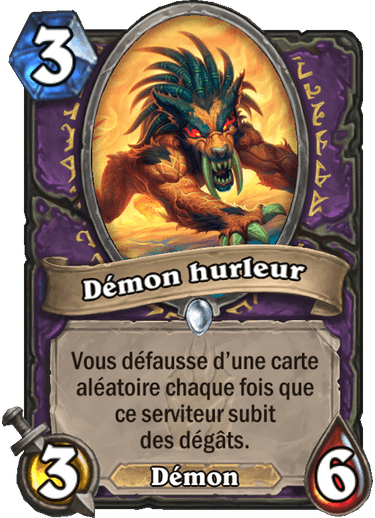 3
Démon hurleur
Vous défausse d’une carte
aléatoire chaque fois que
ce serviteur subit
des dégâts.
3
Démon
6